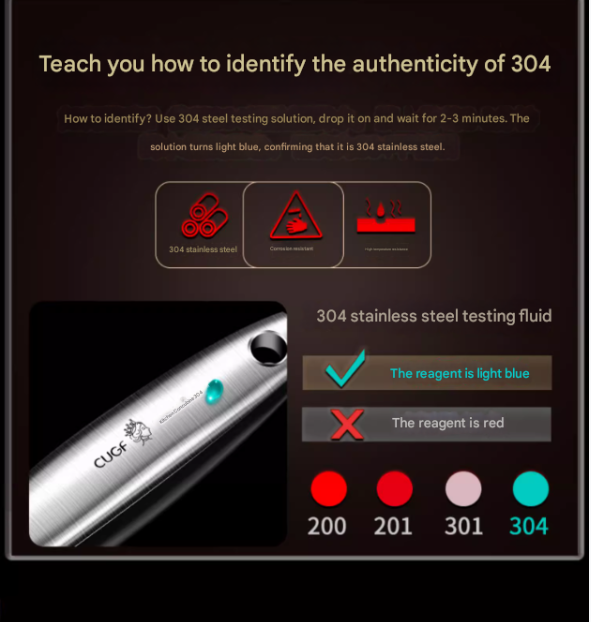 Teach you how to identify the authenticity of 304
How to identify? Use 304 steel testing solution, drop it on and wait for 2-3 minutes. The
solution turns light blue, confirming that it is 304 stainless steel.
304 stainless steel
Corrosion resistant
304 stainless steel testing fluid
The reagent is light blue
The reagent is red
CUGF
200 201 301 304